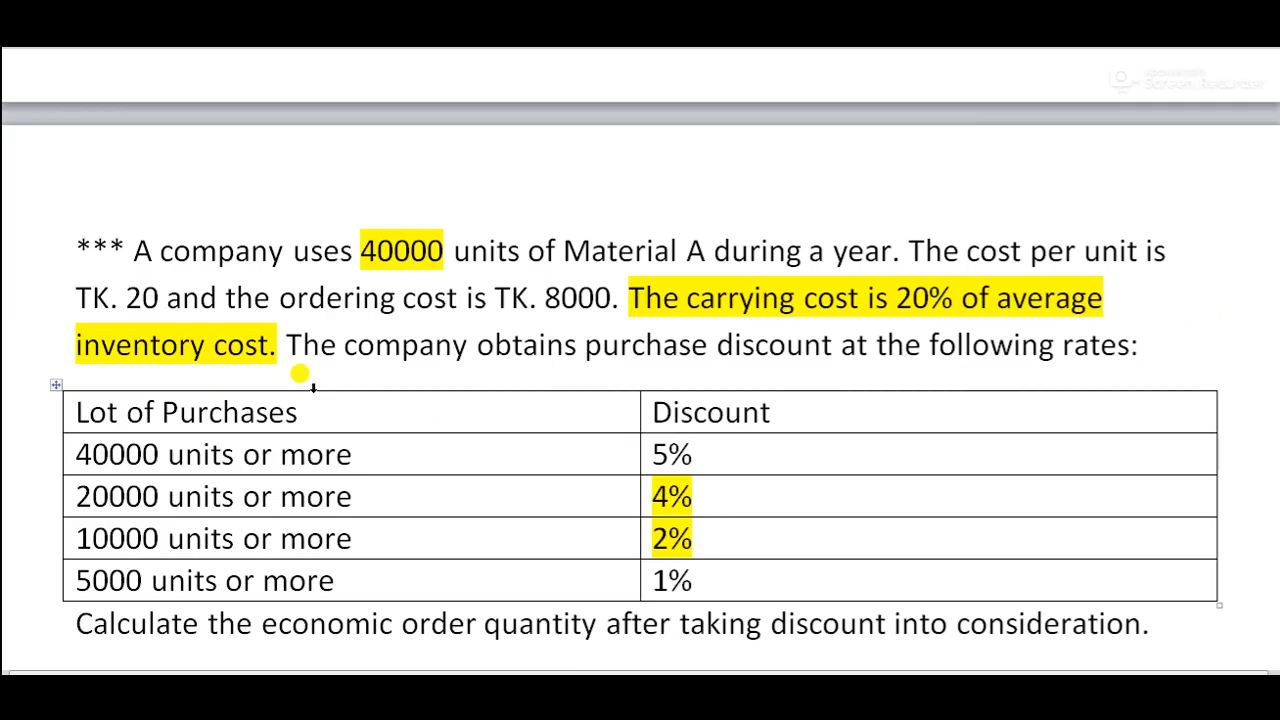 Screen Recorder
*** A company uses 40000 units of Material A during a year. The cost per unit is
TK. 20 and the ordering cost is TK. 8000. The carrying cost is 20% of average
inventory cost. The company obtains purchase discount at the following rates:
Lot of Purchases Discount
40000 units or more 5%
20000 units or more 4%
10000 units or more 2%
5000 units or more 1%
Calculate the economic order quantity after taking discount into consideration.